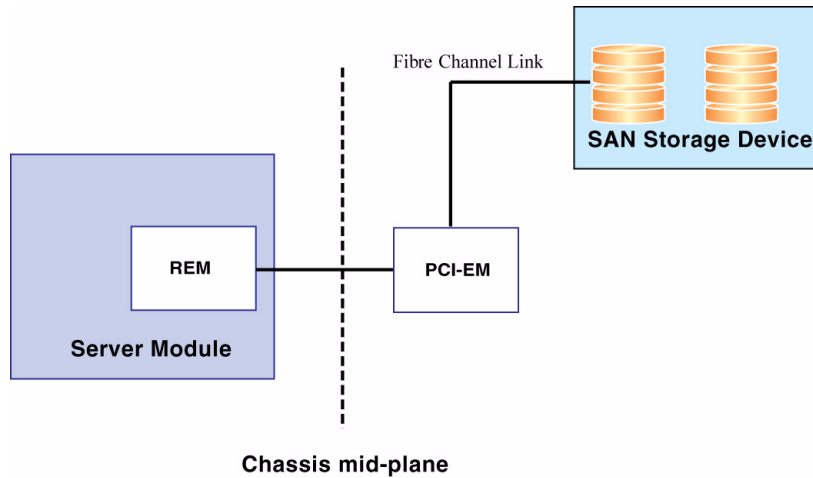 Fibre Channel Link
SAN Storage Device
REM
PCI-EM
Server Module
Chassis mid-plane